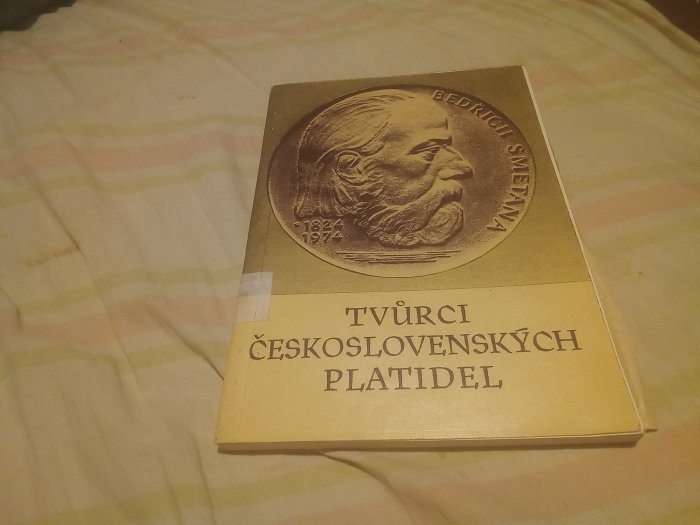 BEDŘICH SMETANA
*1824
1974
TVŮRCI
ČESKOSLOVENSKÝCH
PLATIDEL